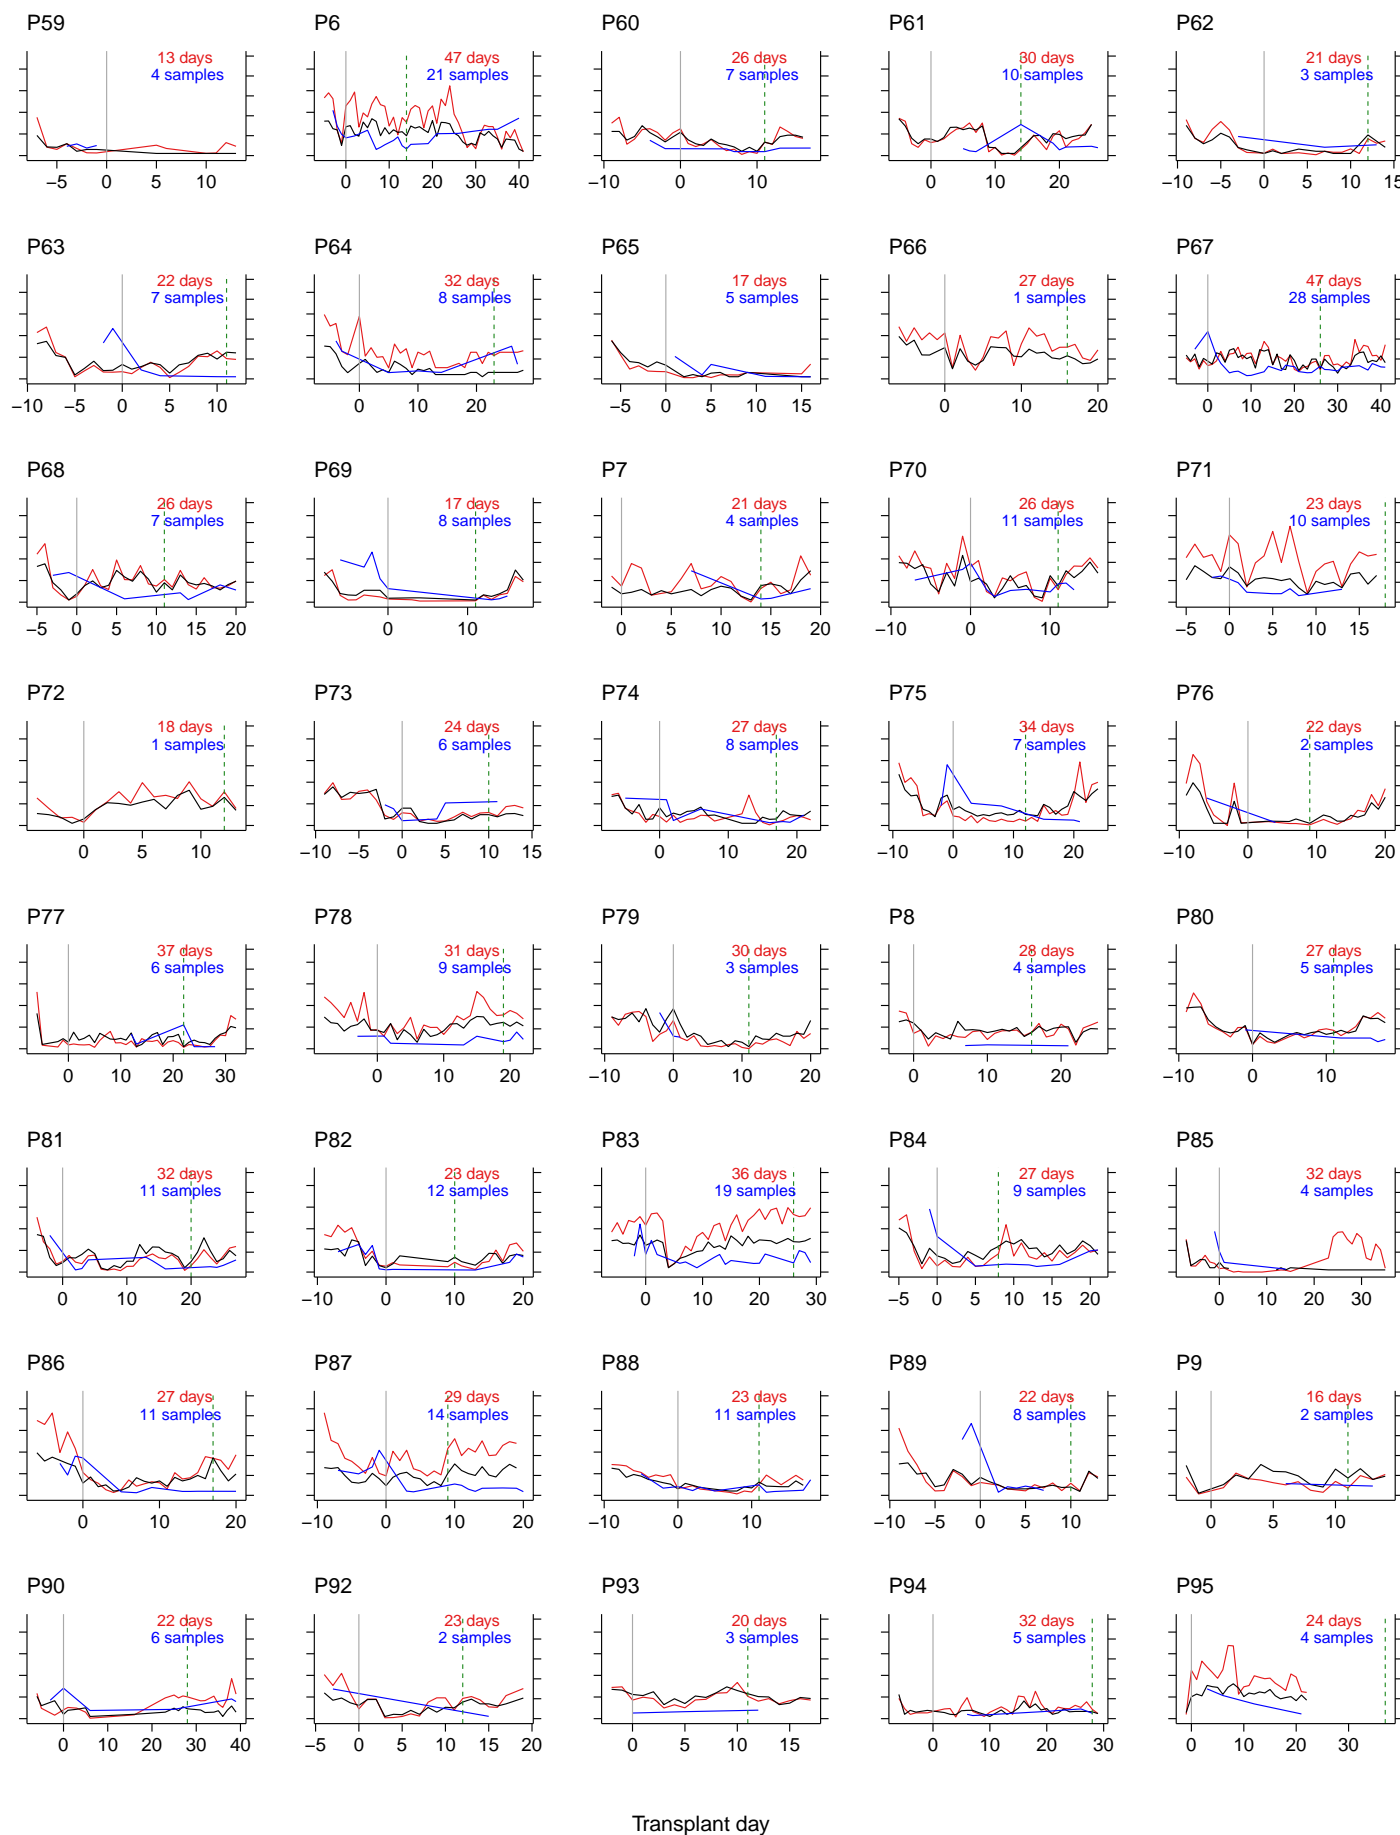 P59 P6 P60 P61 P62
13 days 47 days 26 days 30 days 21 days
4 samples 21 samples 7 samples 10 samples 3 samples
−5 0 5 10 0 10 20 30 40 −10 0 10 0 10 20 −10 −5 0 5 10 15
P63 P64 P65 P66 P67
22 days 32 days 17 days 27 days 47 days
7 samples 8 samples 5 samples 1 samples 28 samples
−10 −5 0 5 10 0 10 20 0 5 10 15 0 10 20 0 10 20 30 40
P68 P69 P7 P70 P71
26 days 17 days 21 days 26 days 23 days
7 samples 8 samples 4 samples 11 samples 10 samples
−5 0 5 10 15 20 0 10 0 5 10 15 20 −10 0 10 −5 0 5 10 15
P72 P73 P74 P75 P76
18 days 24 days 27 days 34 days 22 days
1 samples 6 samples 8 samples 7 samples 2 samples
0 5 10 −10 −5 0 5 10 15 0 10 20 −10 0 10 20 −10 0 10 20
P77 P78 P79 P8 P80
37 days 31 days 30 days 28 days 27 days
6 samples 9 samples 3 samples 4 samples 5 samples
0 10 20 30 0 10 20 −10 0 10 20 0 10 20 −10 0 10
P81 P82 P83 P84 P85
32 days 23 days 36 days 27 days 32 days
11 samples 12 samples 19 samples 9 samples 4 samples
0 10 20 −10 0 10 20 0 10 20 30 −5 0 5 10 15 20 0 10 20 30
P86 P87 P88 P89 P9
27 days 29 days 23 days 22 days 16 days
11 samples 14 samples 11 samples 8 samples 2 samples
0 10 20 −10 0 10 20 −10 0 10 −10 0 10 0 5 10
P90 P92 P93 P94 P95
22 days 23 days 20 days 32 days 24 days
6 samples 2 samples 3 samples 5 samples 4 samples
0 10 20 30 40 −5 0 5 10 15 20 0 5 10 15 0 10 20 30 0 10 20 30
Transplant day